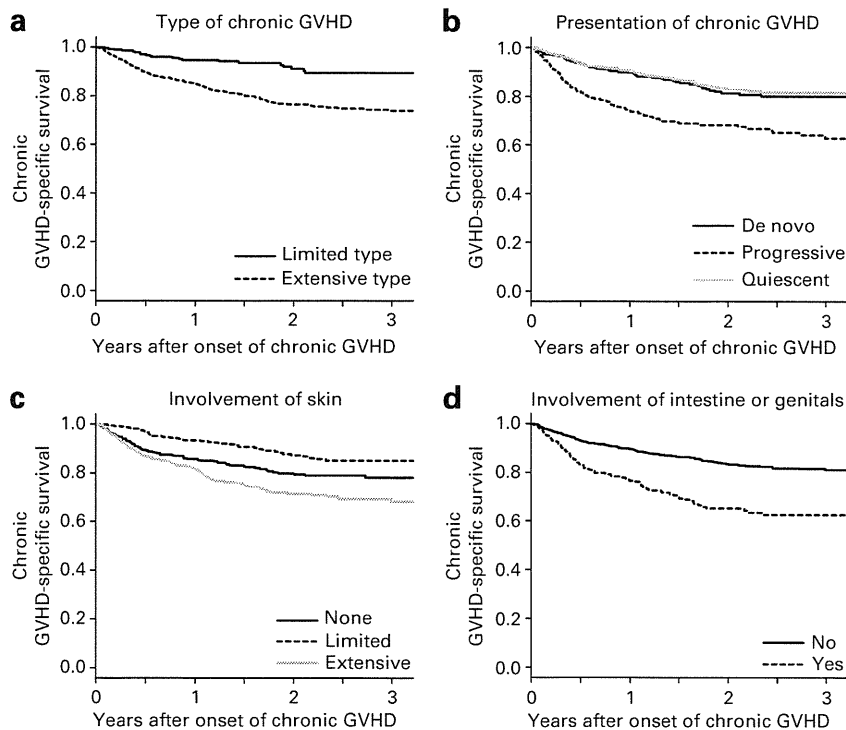 a
Type of chronic GVHD
1.0
0.8
0.6
0.4
0.2
0.0
Chronic
GVHD-specific survival
Limited type
Extensive type
0 1 2 3
Years after onset of chronic GVHD
b
Presentation of chronic GVHD
1.0
0.8
0.6
0.4
0.2
0.0
Chronic
GVHD-specific survival
De novo
Progressive
Quiescent
0 1 2 3
Years after onset of chronic GVHD
c
Involvement of skin
1.0
0.8
0.6
0.4
0.2
0.0
Chronic
GVHD-specific survival
None
Limited
Extensive
0 1 2 3
Years after onset of chronic GVHD
d
Involvement of intestine or genitals
1.0
0.8
0.6
0.4
0.2
0.0
Chronic
GVHD-specific survival
No
Yes
0 1 2 3
Years after onset of chronic GVHD